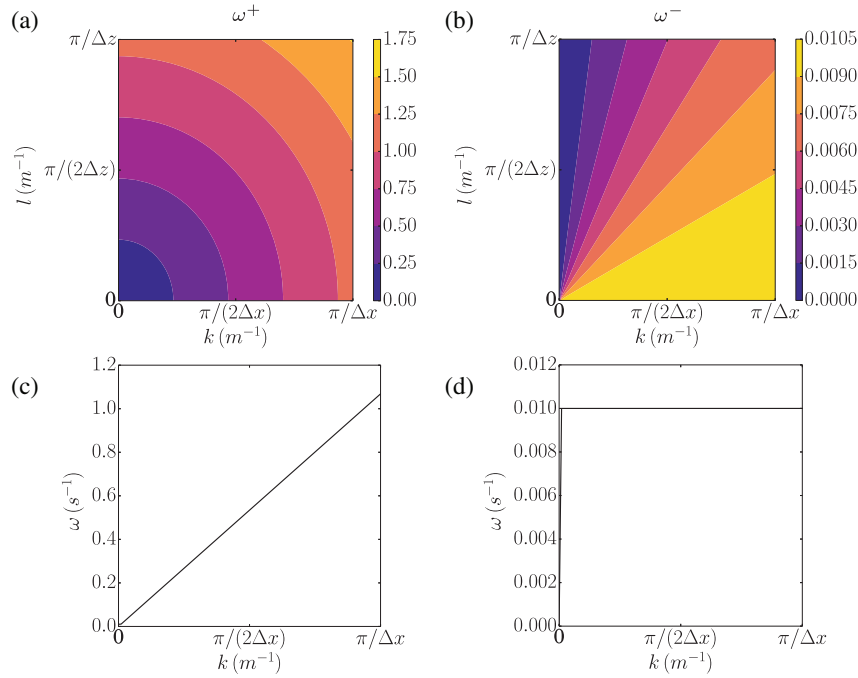 (a)
ω⁺
π/Δz
π/(2Δz)
0
l (m⁻¹)
0
π/(2Δx)
π/Δx
k (m⁻¹)
1.75
1.50
1.25
1.00
0.75
0.50
0.25
0.00
(b)
ω⁻
π/Δz
π/(2Δz)
0
l (m⁻¹)
0
π/(2Δx)
π/Δx
k (m⁻¹)
0.0105
0.0090
0.0075
0.0060
0.0045
0.0030
0.0015
0.0000
(c)
1.2
1.0
0.8
0.6
0.4
0.2
0.0
ω (s⁻¹)
0
π/(2Δx)
π/Δx
k (m⁻¹)
(d)
0.012
0.010
0.008
0.006
0.004
0.002
0.000
ω (s⁻¹)
0
π/(2Δx)
π/Δx
k (m⁻¹)